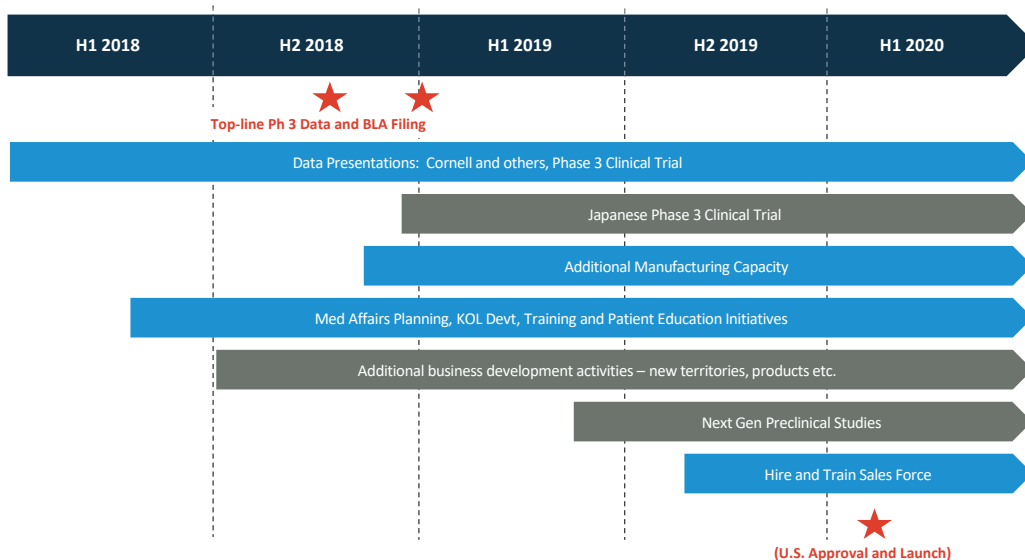 H1 2018
H2 2018
H1 2019
H2 2019
H1 2020
Top-line Ph 3 Data and BLA Filing
Data Presentations: Cornell and others, Phase 3 Clinical Trial
Japanese Phase 3 Clinical Trial
Additional Manufacturing Capacity
Med Affairs Planning, KOL Devt, Training and Patient Education Initiatives
Additional business development activities – new territories, products etc.
Next Gen Preclinical Studies
Hire and Train Sales Force
(U.S. Approval and Launch)